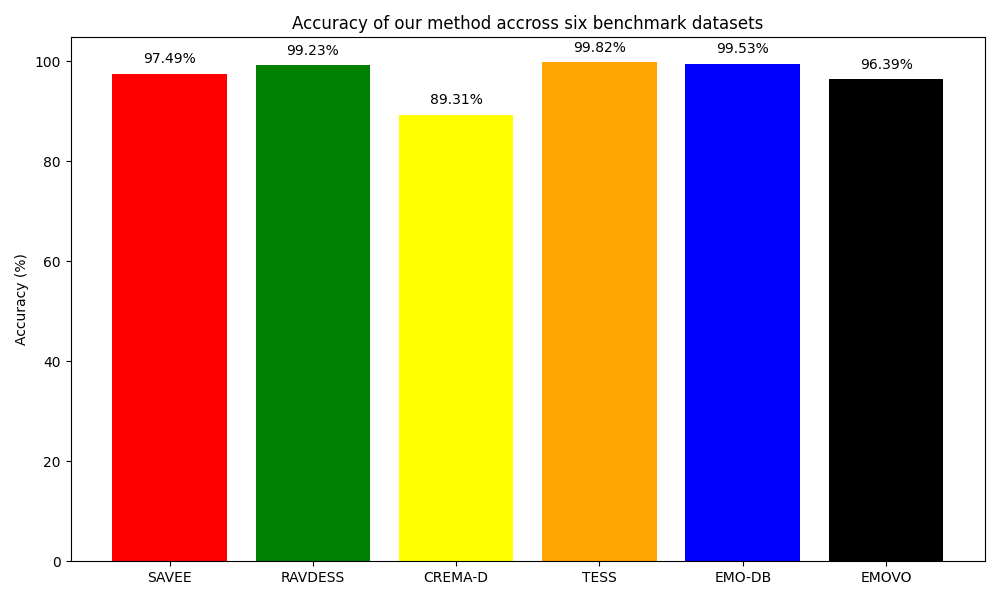 Accuracy of our method accross six benchmark datasets
97.49%
99.23%
89.31%
99.82%
99.53%
96.39%
100
80
60
40
20
0
Accuracy (%)
SAVEE
RAVDESS
CREMA-D
TESS
EMO-DB
EMOVO